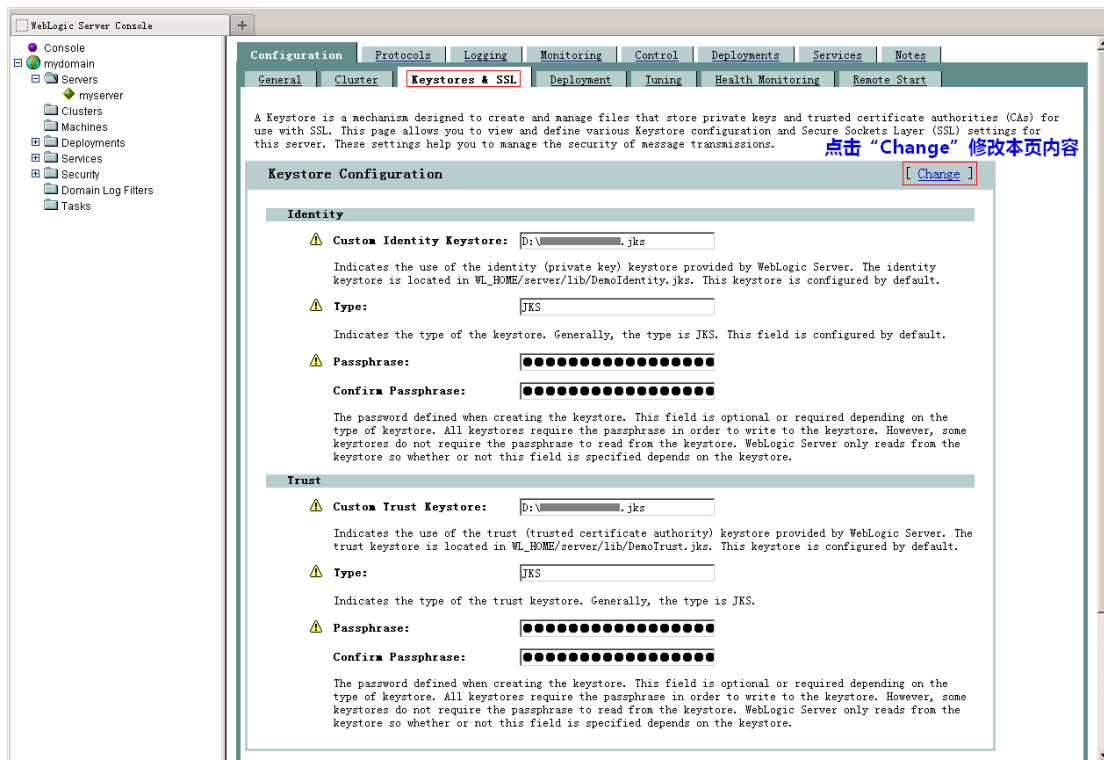 WebLogic Server Console
+
Console
mydomain
Servers
myserver
Clusters
Machines
Deployments
Services
Security
Domain Log Filters
Tasks
Configuration Protocols Logging Monitoring Control Deployments Services Notes
General Cluster Keystores & SSL Deployment Tuning Health Monitoring Remote Start
A Keystore is a mechanism designed to create and manage files that store private keys and trusted certificate authorities (CAs) for
use with SSL. This page allows you to view and define various Keystore configuration and Secure Sockets Layer (SSL) settings for
this server. These settings help you to manage the security of message transmissions.
点击“Change”修改本页内容
Keystore Configuration [ Change ]
Identity
Custom Identity Keystore: D:\ .jks
Indicates the use of the identity (private key) keystore provided by WebLogic Server. The identity
keystore is located in WL_HOME/server/lib/DemoIdentity.jks. This keystore is configured by default.
Type: JKS
Indicates the type of the keystore. Generally, the type is JKS. This field is configured by default.
Passphrase: ●●●●●●●●●●●●●●●●●
Confirm Passphrase: ●●●●●●●●●●●●●●●●●
The password defined when creating the keystore. This field is optional or required depending on the
type of keystore. All keystores require the passphrase in order to write to the keystore. However, some
keystores do not require the passphrase to read from the keystore. WebLogic Server only reads from the
keystore so whether or not this field is specified depends on the keystore.
Trust
Custom Trust Keystore: D:\ .jks
Indicates the use of the trust (trusted certificate authority) keystore provided by WebLogic Server. The
trust keystore is located in WL_HOME/server/lib/DemoTrust.jks. This keystore is configured by default.
Type: JKS
Indicates the type of the trust keystore. Generally, the type is JKS.
Passphrase: ●●●●●●●●●●●●●●●●●
Confirm Passphrase: ●●●●●●●●●●●●●●●●●
The password defined when creating the keystore. This field is optional or required depending on the
type of keystore. All keystores require the passphrase in order to write to the keystore. However, some
keystores do not require the passphrase to read from the keystore. WebLogic Server only reads from the
keystore so whether or not this field is specified depends on the keystore.